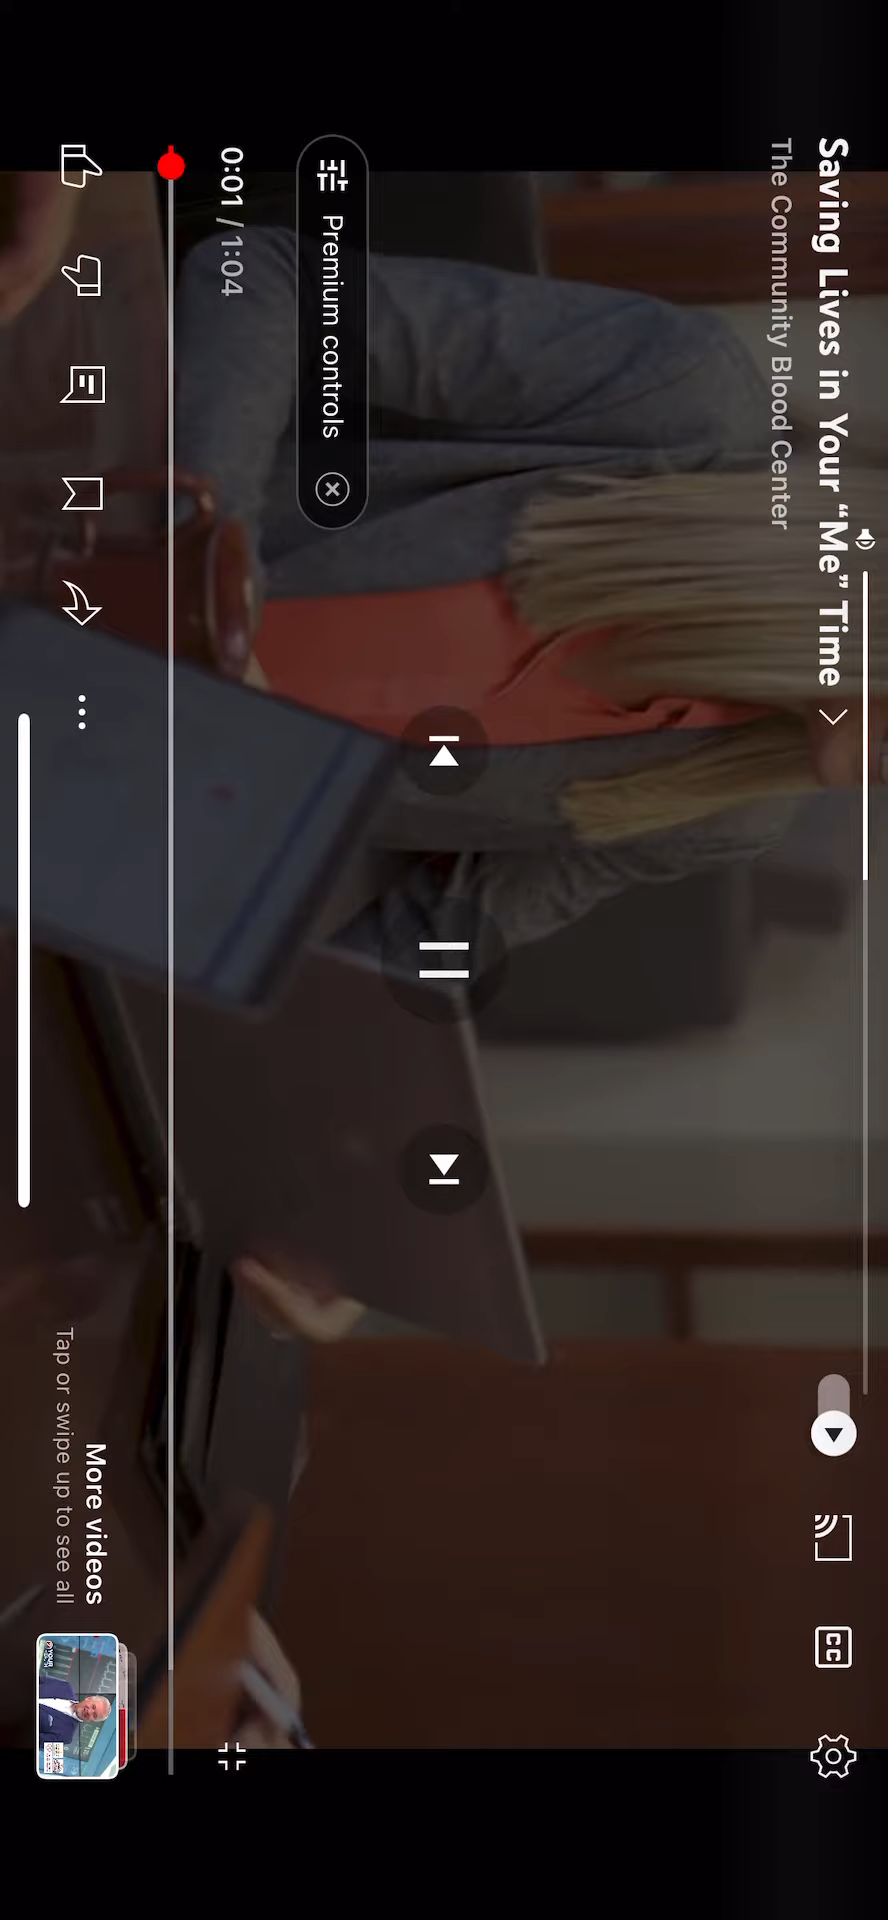 Saving Lives in Your “Me” Time
The Community Blood Center
CC
Premium controls
0:01 / 1:04
More videos
Tap or swipe up to see all